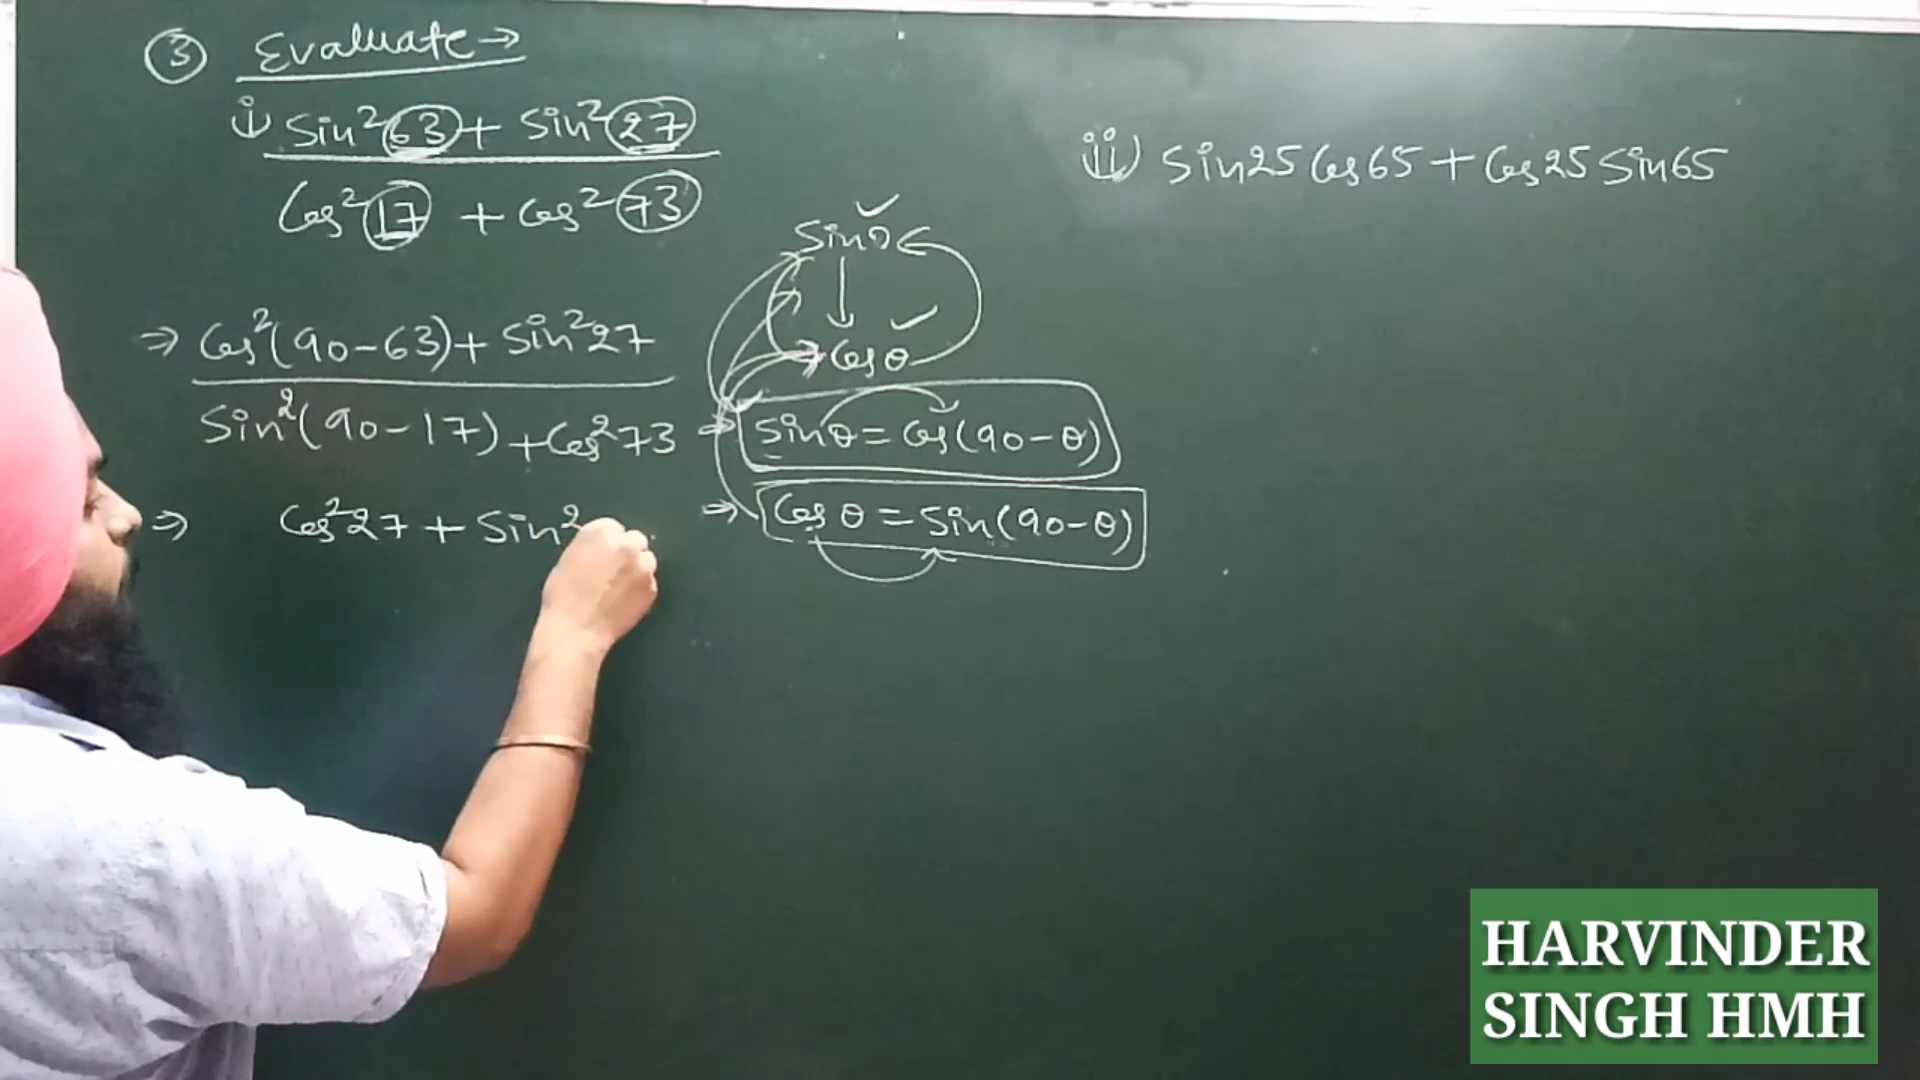 ③ Evaluate →
i) Sin²63 + Sin²27
Cos²17 + Cos²73
⇒ Cos²(90-63) + Sin²27
Sin²(90-17) + Cos²73
⇒ Cos²27 + Sin²
Sinθ
Cosθ
⇒ Sinθ = Cos(90-θ)
⇒ Cosθ = Sin(90-θ)
ii) Sin25 Cos65 + Cos25 Sin65
HARVINDER
SINGH HMH